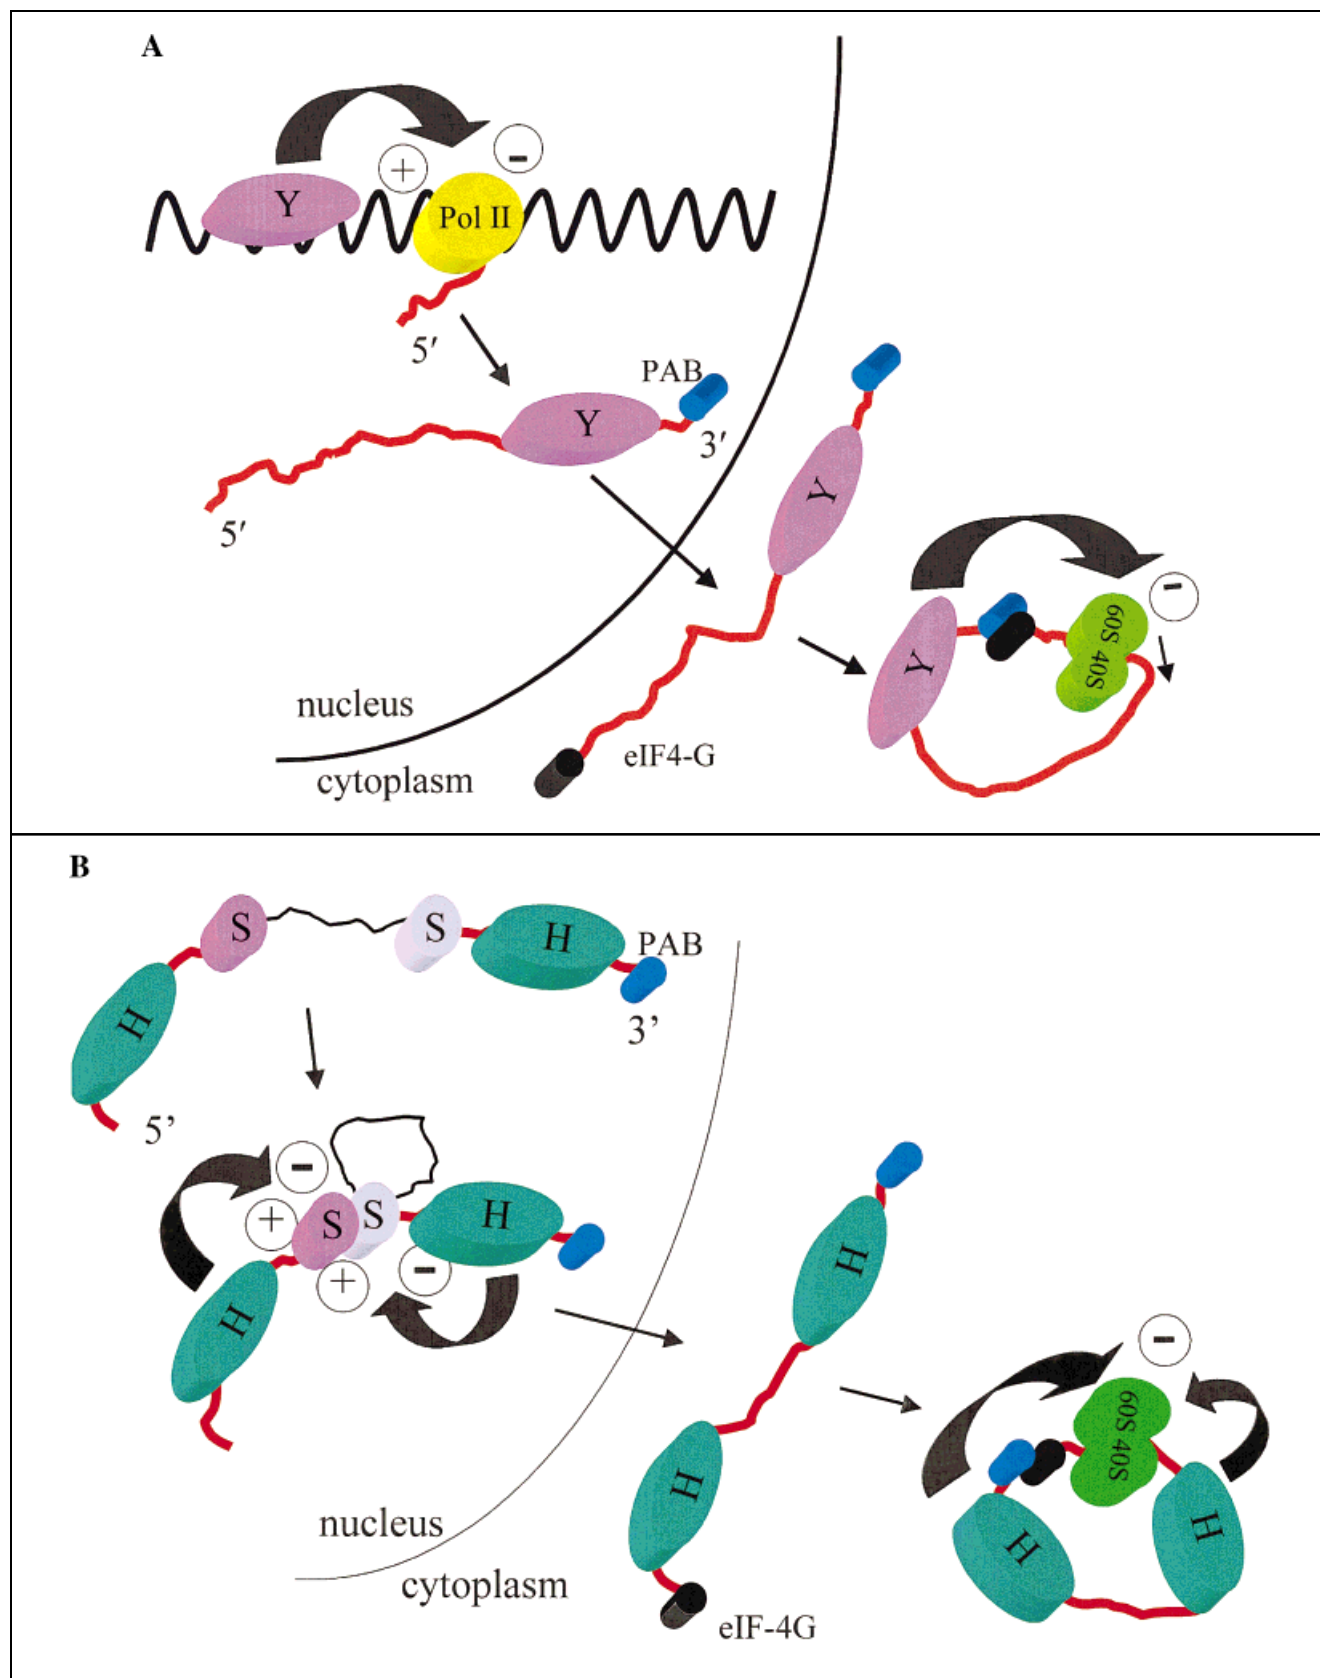 A
+
-
Y
Pol II
5′
PAB
Y
3′
5′
Y
-
60S 40S
Y
nucleus
eIF4-G
cytoplasm
B
S
S
H
PAB
H
3’
5’
-
S
S
H
+
+
-
H
H
-
60S 40S
H
H
H
nucleus
cytoplasm
eIF-4G